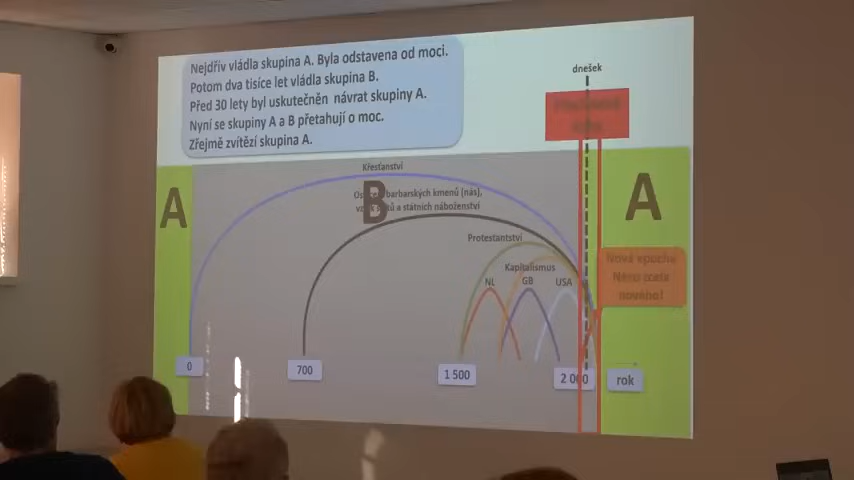 Nejdřív vládla skupina A. Byla odstavena od moci.
Potom dva tisíce let vládla skupina B.
Před 30 lety byl uskutečněn návrat skupiny A.
Nyní se skupiny A a B přetahují o moc.
Zřejmě zvítězí skupina A.
dnešek
Křesťanství
A
B
A
barbarských kmenů (nás),
a státních náboženství
Protestantství
Kapitalismus
NL
GB
USA
Nová epocha
Něco zcela
nového!
0
700
1 500
2 000
rok